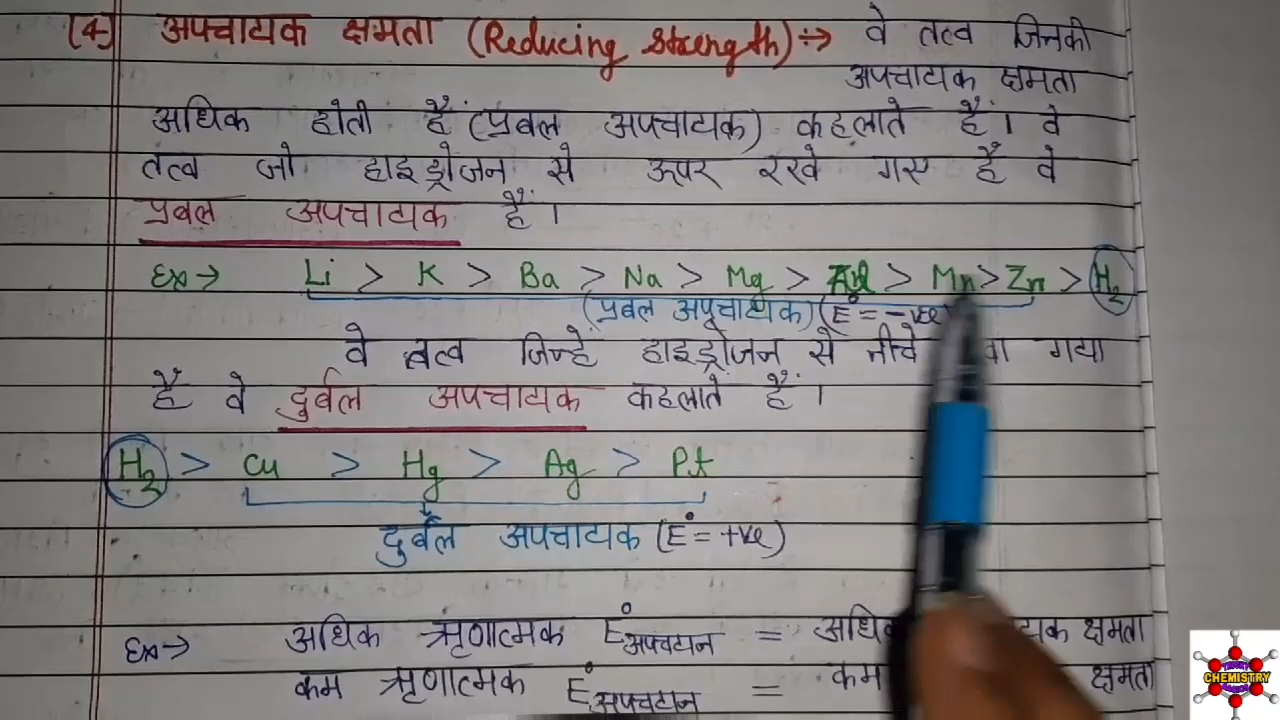 (4) अपचायक क्षमता (Reducing Strength) :→ वे तत्व जिनकी
अपचायक क्षमता
अधिक होती हैं (प्रबल अपचायक) कहलाते हैं। वे
तत्व जो हाइड्रोजन से ऊपर रखे गए हैं वे
प्रबल अपचायक हैं।
Ex→ Li > K > Ba > Na > Mg > > Mn > Zn > H2
(प्रबल अपचायक) (E° = -ve)
वे तत्व जिन्हें हाइड्रोजन से नीचे गया
हैं वे दुर्बल अपचायक कहलाते हैं।
H2 > Cu > Hg > Ag > Pt
दुर्बल अपचायक (E° = +ve)
Ex→ अधिक ऋणात्मक E°अपचयन = क्षमता
कम ऋणात्मक E°अपचयन = कम क्षमता
CHEMISTRY